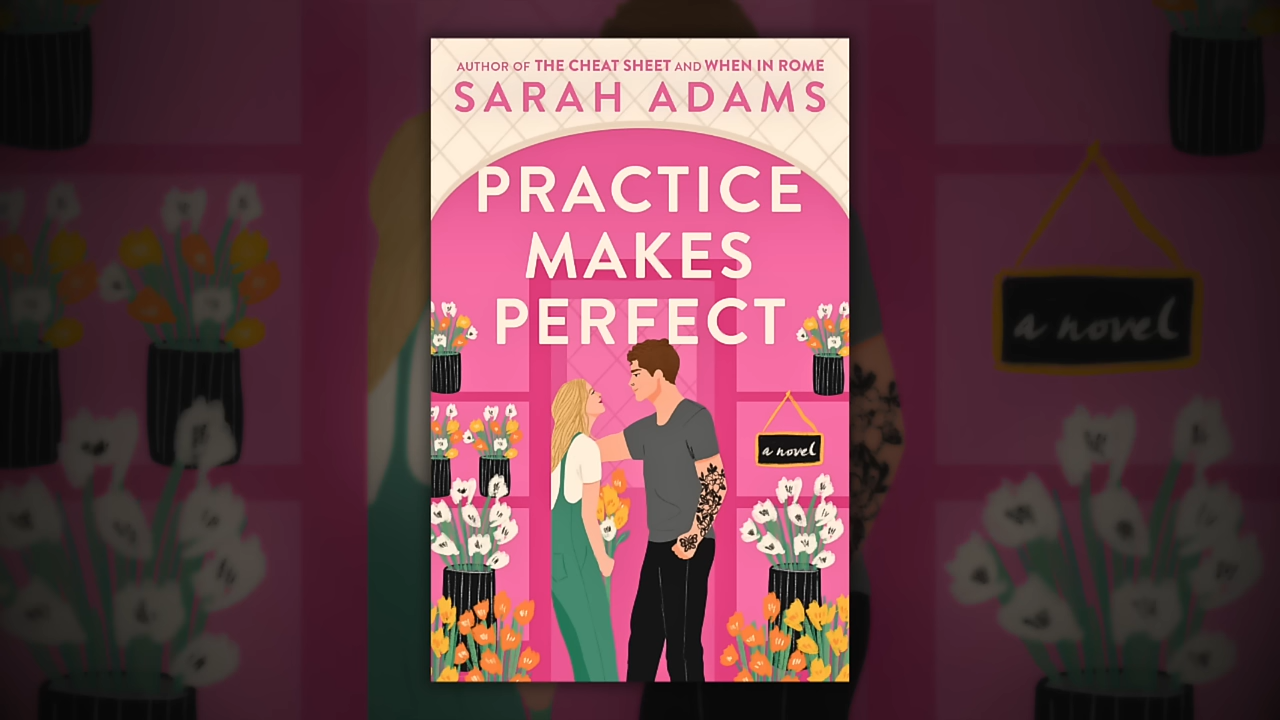 AUTHOR OF THE CHEAT SHEET AND WHEN IN ROME
SARAH ADAMS
PRACTICE
MAKES
PERFECT
a novel
a novel